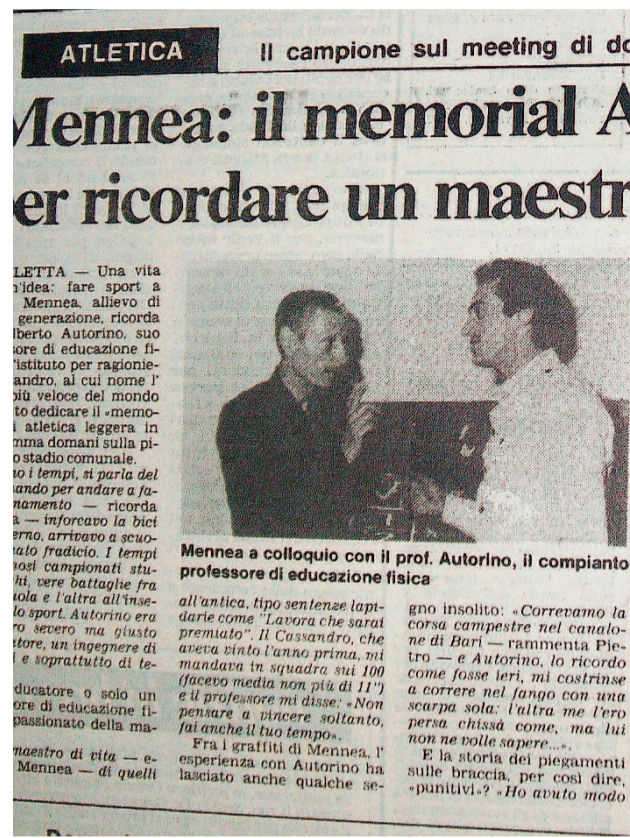 ATLETICA
Il campione sul meeting di do
Mennea: il memorial A
er ricordare un maestr
LETTA — Una vita
n'idea: fare sport a
Mennea, allievo di
generazione, ricorda
lberto Autorino, suo
ore di educazione fi-
'istituto per ragionie-
andro, al cui nome l'
più veloce del mondo
to dedicare il «memo-
i atletica leggera in
mma domani sulla pi-
o stadio comunale.
no i tempi, si parla del
ando per andare a fa-
namento — ricorda
a — inforcavo la bici
erno, arrivavo a scuo-
ato fradicio. I tempi
nosi campionati stu-
hi, vere battaglie fra
uola e l'altra all'inse-
lo sport. Autorino era
ro severo ma giusto
tore, un ingegnere di
i e soprattutto di te-
ducatore o solo un
ore di educazione fi-
passionato della ma-
maestro di vita — e-
Mennea — di quelli
Mennea a colloquio con il prof. Autorino, il compianto
professore di educazione fisica
all'antica, tipo sentenze lapi-
darie come "Lavora che sarai
premiato". Il Cassandro, che
aveva vinto l'anno prima, mi
mandava in squadra sui 100
(facevo media non più di 11")
e il professore mi disse: «Non
pensare a vincere soltanto,
fai anche il tuo tempo».
Fra i graffiti di Mennea, l'
esperienza con Autorino ha
lasciato anche qualche se-
gno insolito: «Correvamo la
corsa campestre nel canalo-
ne di Bari — rammenta Pie-
tro — e Autorino, lo ricordo
come fosse ieri, mi costrinse
a correre nel fango con una
scarpa sola: l'altra me l'ero
persa chissà come, ma lui
non ne volle sapere...».
E la storia dei piegamenti
sulle braccia, per così dire,
«punitivi»? «Ho avuto modo